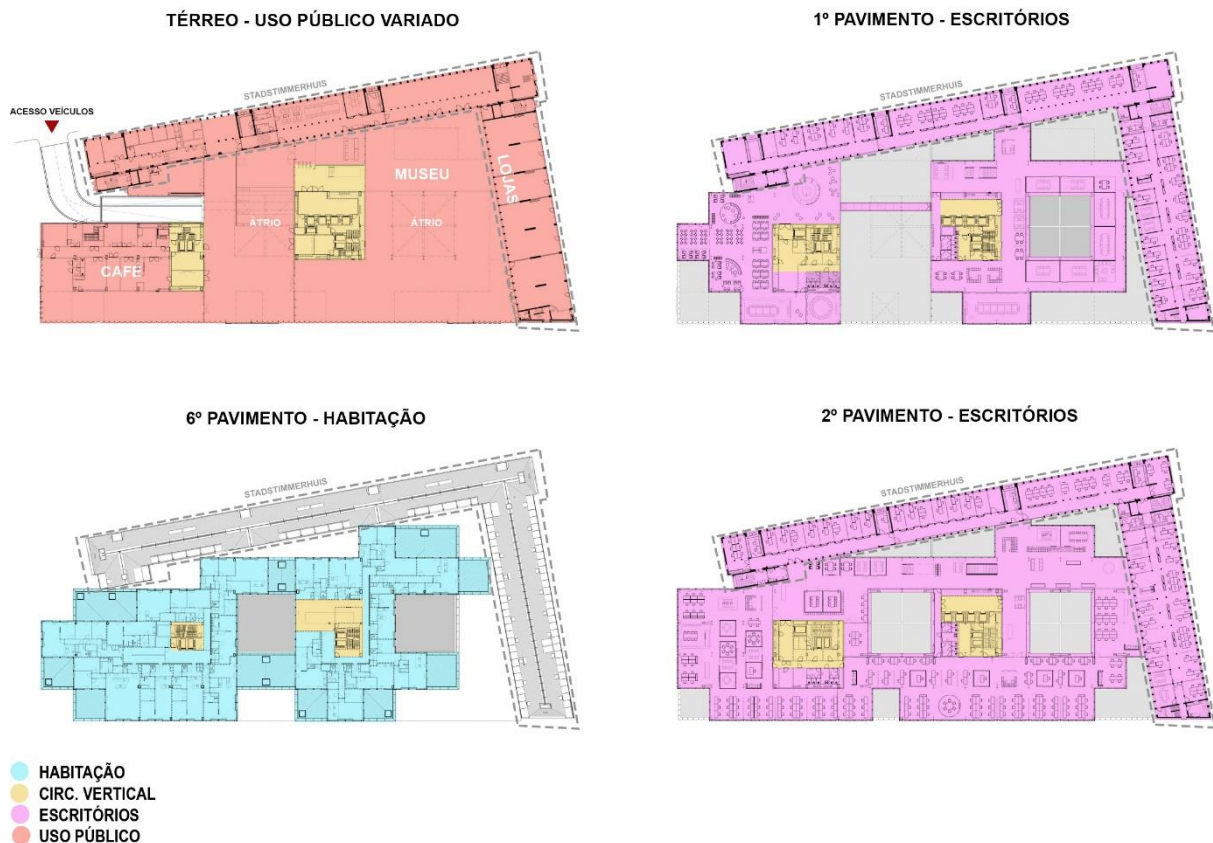 TÉRREO - USO PÚBLICO VARIADO
STADSTIMMERHUIS
ACESSO VEÍCULOS
MUSEU
LOJAS
ÁTRIO
ÁTRIO
CAFE
1º PAVIMENTO - ESCRITÓRIOS
STADSTIMMERHUIS
6º PAVIMENTO - HABITAÇÃO
STADSTIMMERHUIS
2º PAVIMENTO - ESCRITÓRIOS
STADSTIMMERHUIS
HABITAÇÃO
CIRC. VERTICAL
ESCRITÓRIOS
USO PÚBLICO